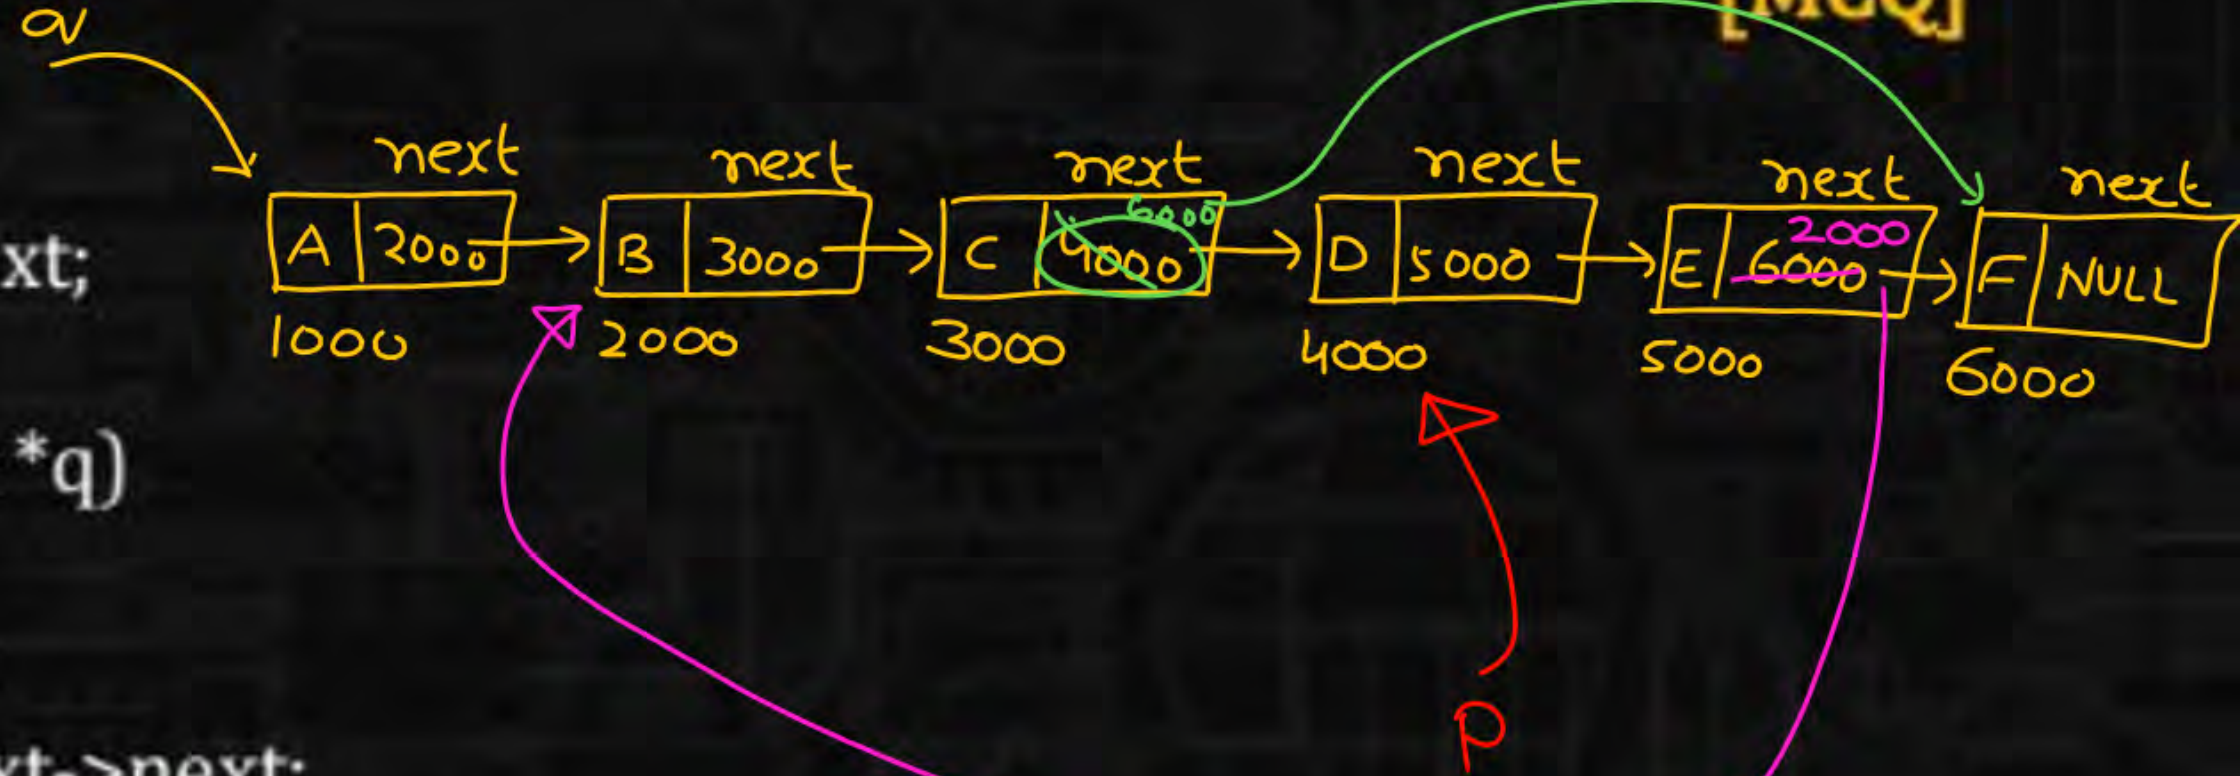 [MCQ]
q
next next next next next next
6000
2000
A 2000 B 3000 C 4000 D 5000 E 6000 F NULL
xt;
1000 2000 3000 4000 5000 6000
*q)
p
xt->next;